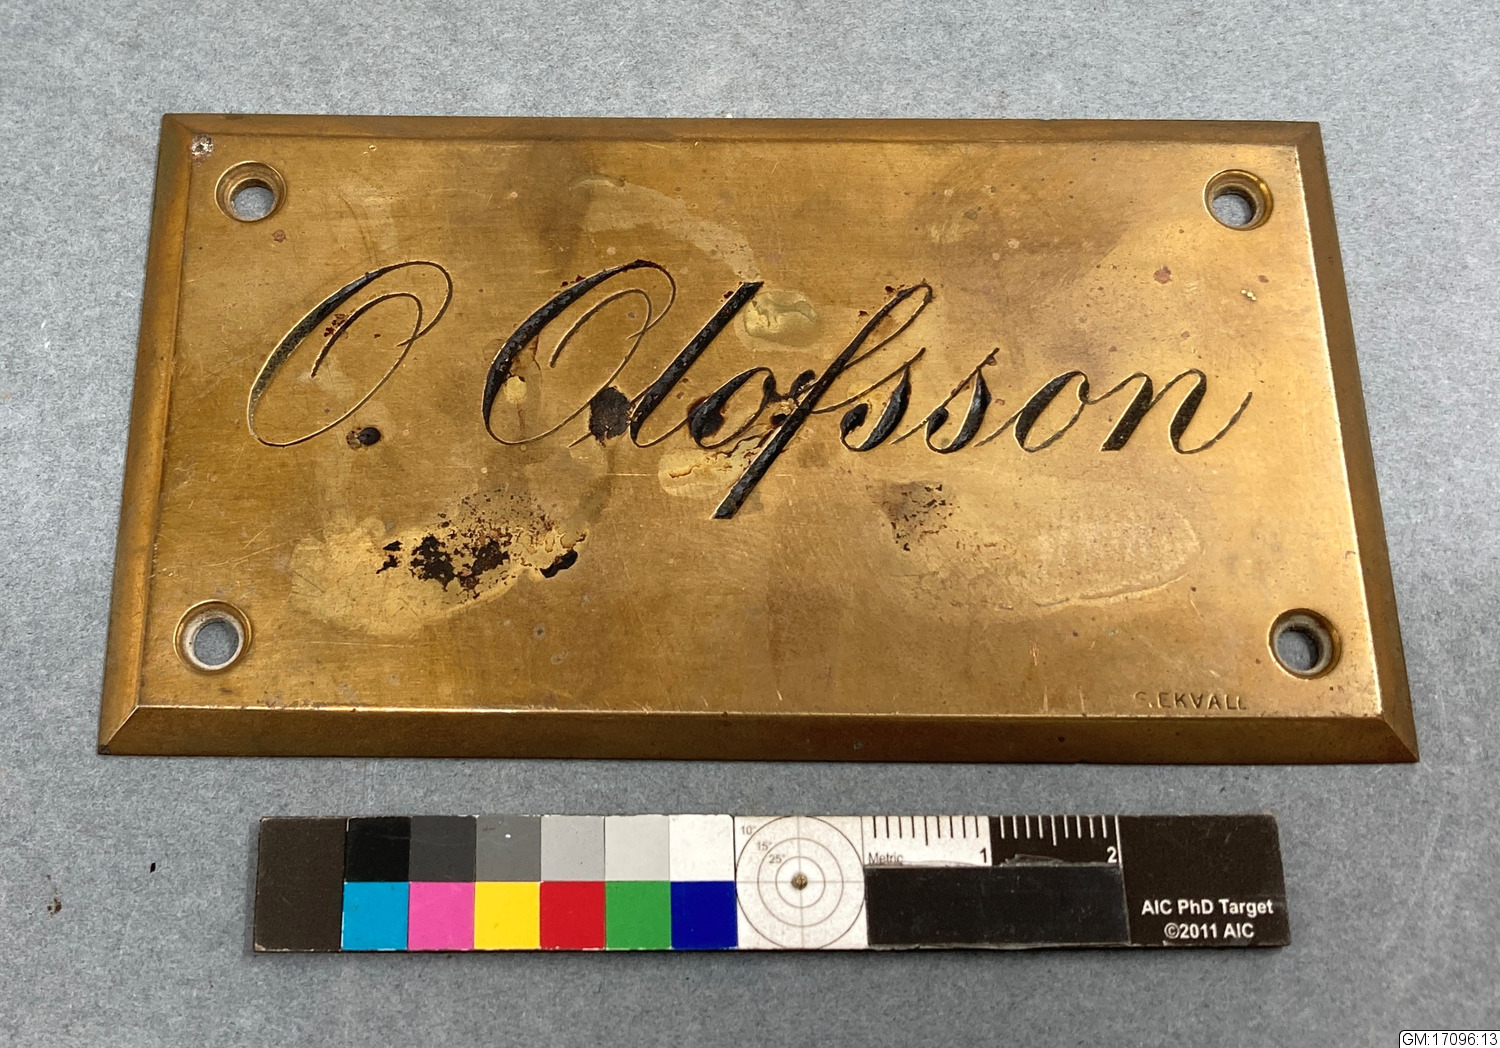 O. Olofsson
S. EKVALL
10°
15°
25°
Metric 1 2
AIC PhD Target
©2011 AIC
GM:17096:13